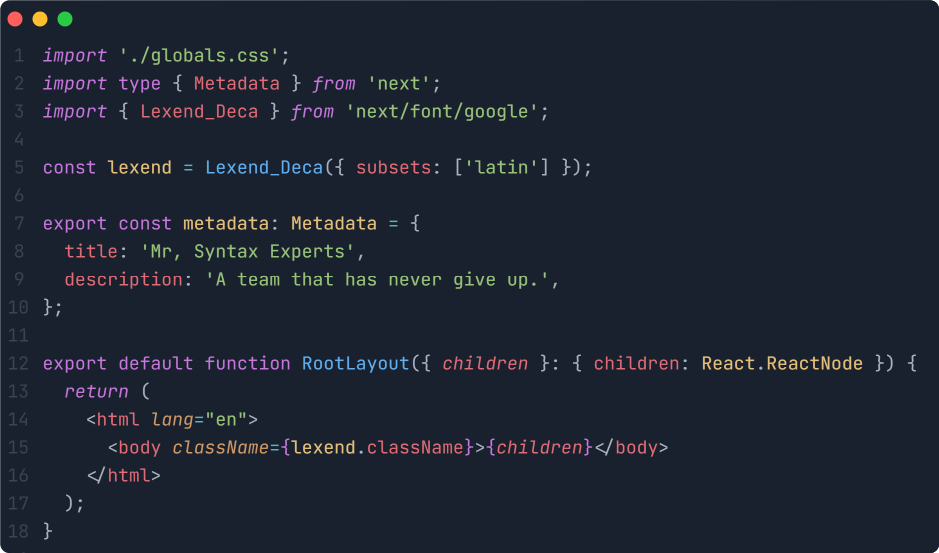 1 import './globals.css';
2 import type { Metadata } from 'next';
3 import { Lexend_Deca } from 'next/font/google';
4
5 const lexend = Lexend_Deca({ subsets: ['latin'] });
6
7 export const metadata: Metadata = {
8   title: 'Mr, Syntax Experts',
9   description: 'A team that has never give up.',
10 };
11
12 export default function RootLayout({ children }: { children: React.ReactNode }) {
13   return (
14     <html lang="en">
15       <body className={lexend.className}>{children}</body>
16     </html>
17   );
18 }